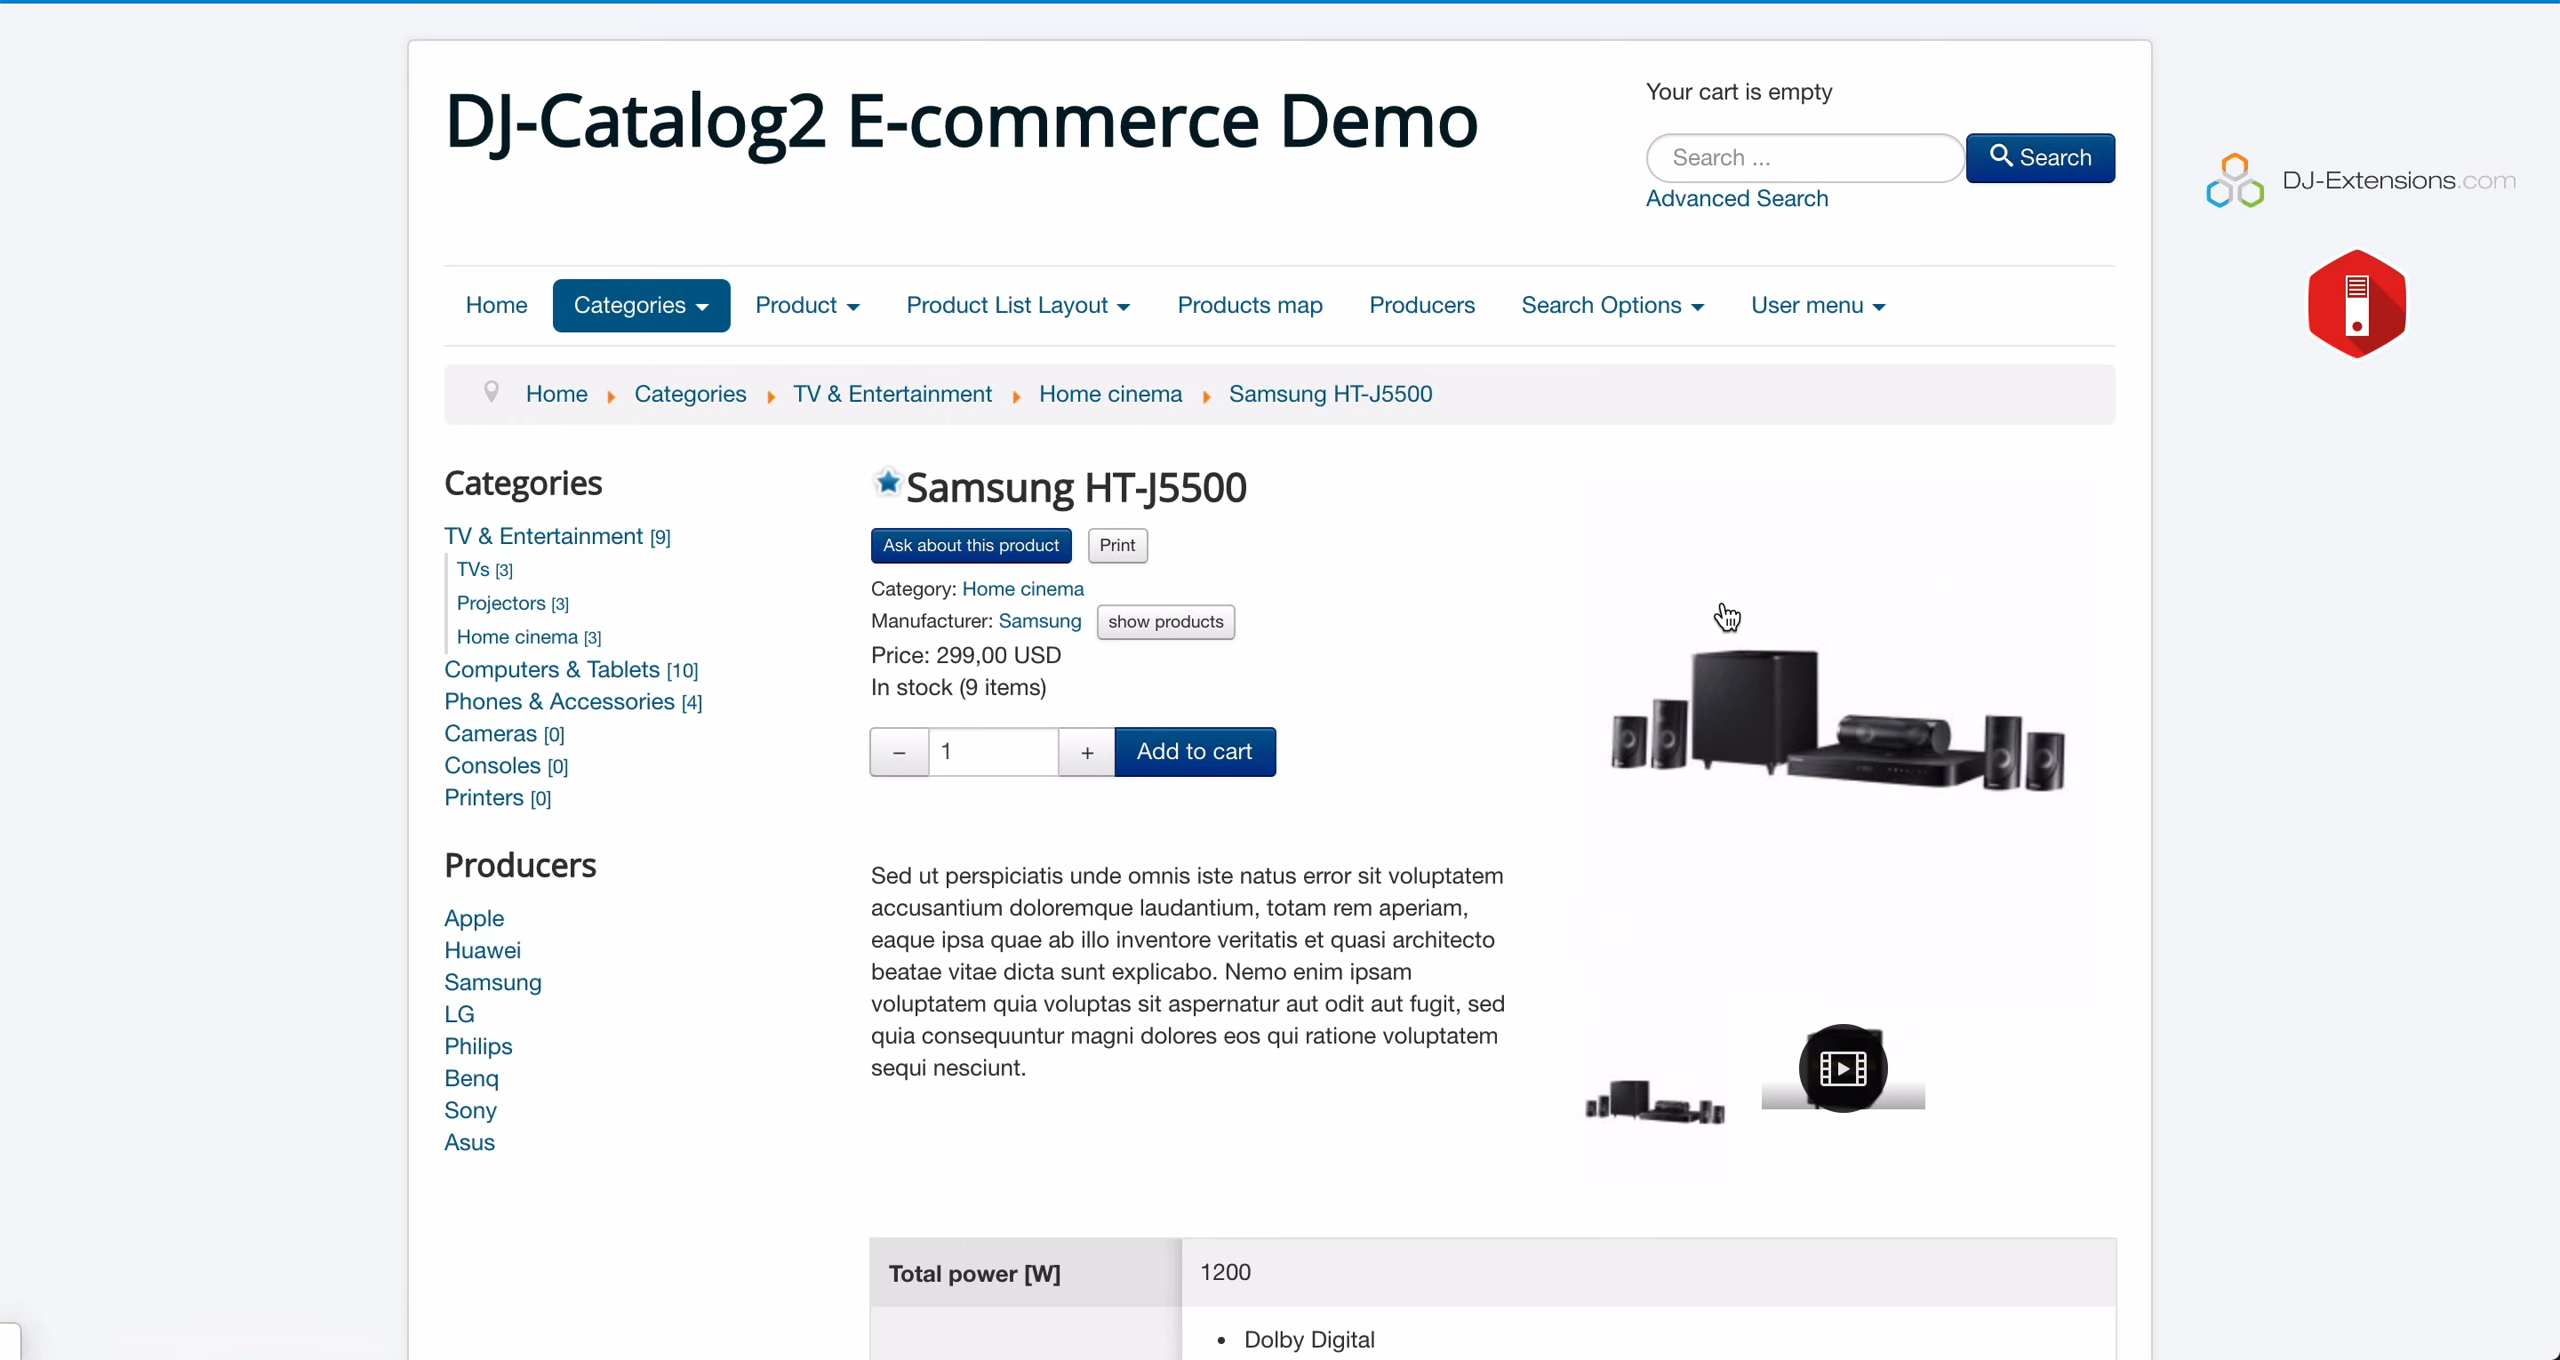 DJ-Catalog2 E-commerce Demo
Your cart is empty
Search ...
Search
Advanced Search
DJ-Extensions.com
Home
Categories
Product
Product List Layout
Products map
Producers
Search Options
User menu
Home
Categories
TV & Entertainment
Home cinema
Samsung HT-J5500
Categories
TV & Entertainment [9]
TVs [3]
Projectors [3]
Home cinema [3]
Computers & Tablets [10]
Phones & Accessories [4]
Cameras [0]
Consoles [0]
Printers [0]
Producers
Apple
Huawei
Samsung
LG
Philips
Benq
Sony
Asus
Samsung HT-J5500
Ask about this product
Print
Category: Home cinema
Manufacturer: Samsung
show products
Price: 299,00 USD
In stock (9 items)
–
1
+
Add to cart
Sed ut perspiciatis unde omnis iste natus error sit voluptatem
accusantium doloremque laudantium, totam rem aperiam,
eaque ipsa quae ab illo inventore veritatis et quasi architecto
beatae vitae dicta sunt explicabo. Nemo enim ipsam
voluptatem quia voluptas sit aspernatur aut odit aut fugit, sed
quia consequuntur magni dolores eos qui ratione voluptatem
sequi nesciunt.
Total power [W]
1200
• Dolby Digital